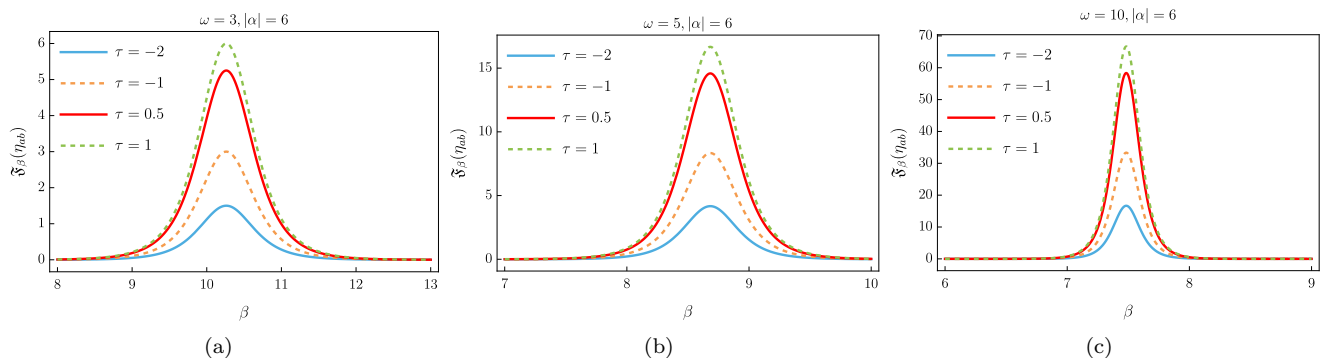 ω = 3, |α| = 6
6
5
4
3
2
1
0
𝕱β(ηab)
τ = −2
τ = −1
τ = 0.5
τ = 1
8 9 10 11 12 13
β
(a)
ω = 5, |α| = 6
15
10
5
0
𝕱β(ηab)
τ = −2
τ = −1
τ = 0.5
τ = 1
7 8 9 10
β
(b)
ω = 10, |α| = 6
70
60
50
40
30
20
10
0
𝕱β(ηab)
τ = −2
τ = −1
τ = 0.5
τ = 1
6 7 8 9
β
(c)